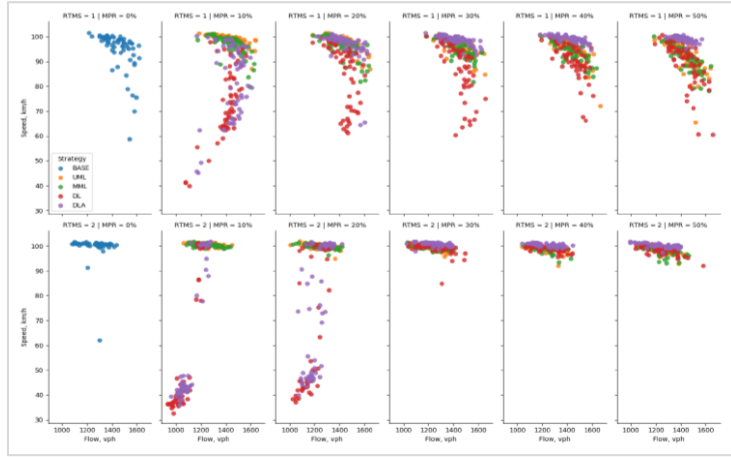 RTMS = 1 | MPR = 0%
RTMS = 1 | MPR = 10%
RTMS = 1 | MPR = 20%
RTMS = 1 | MPR = 30%
RTMS = 1 | MPR = 40%
RTMS = 1 | MPR = 50%
100
90
80
70
60
50
40
30
Speed, km/h
Strategy
BASE
UML
MML
DL
DLA
RTMS = 2 | MPR = 0%
RTMS = 2 | MPR = 10%
RTMS = 2 | MPR = 20%
RTMS = 2 | MPR = 30%
RTMS = 2 | MPR = 40%
RTMS = 2 | MPR = 50%
100
90
80
70
60
50
40
30
Speed, km/h
1000 1200 1400 1600
1000 1200 1400 1600
1000 1200 1400 1600
1000 1200 1400 1600
1000 1200 1400 1600
1000 1200 1400 1600
Flow, vph
Flow, vph
Flow, vph
Flow, vph
Flow, vph
Flow, vph